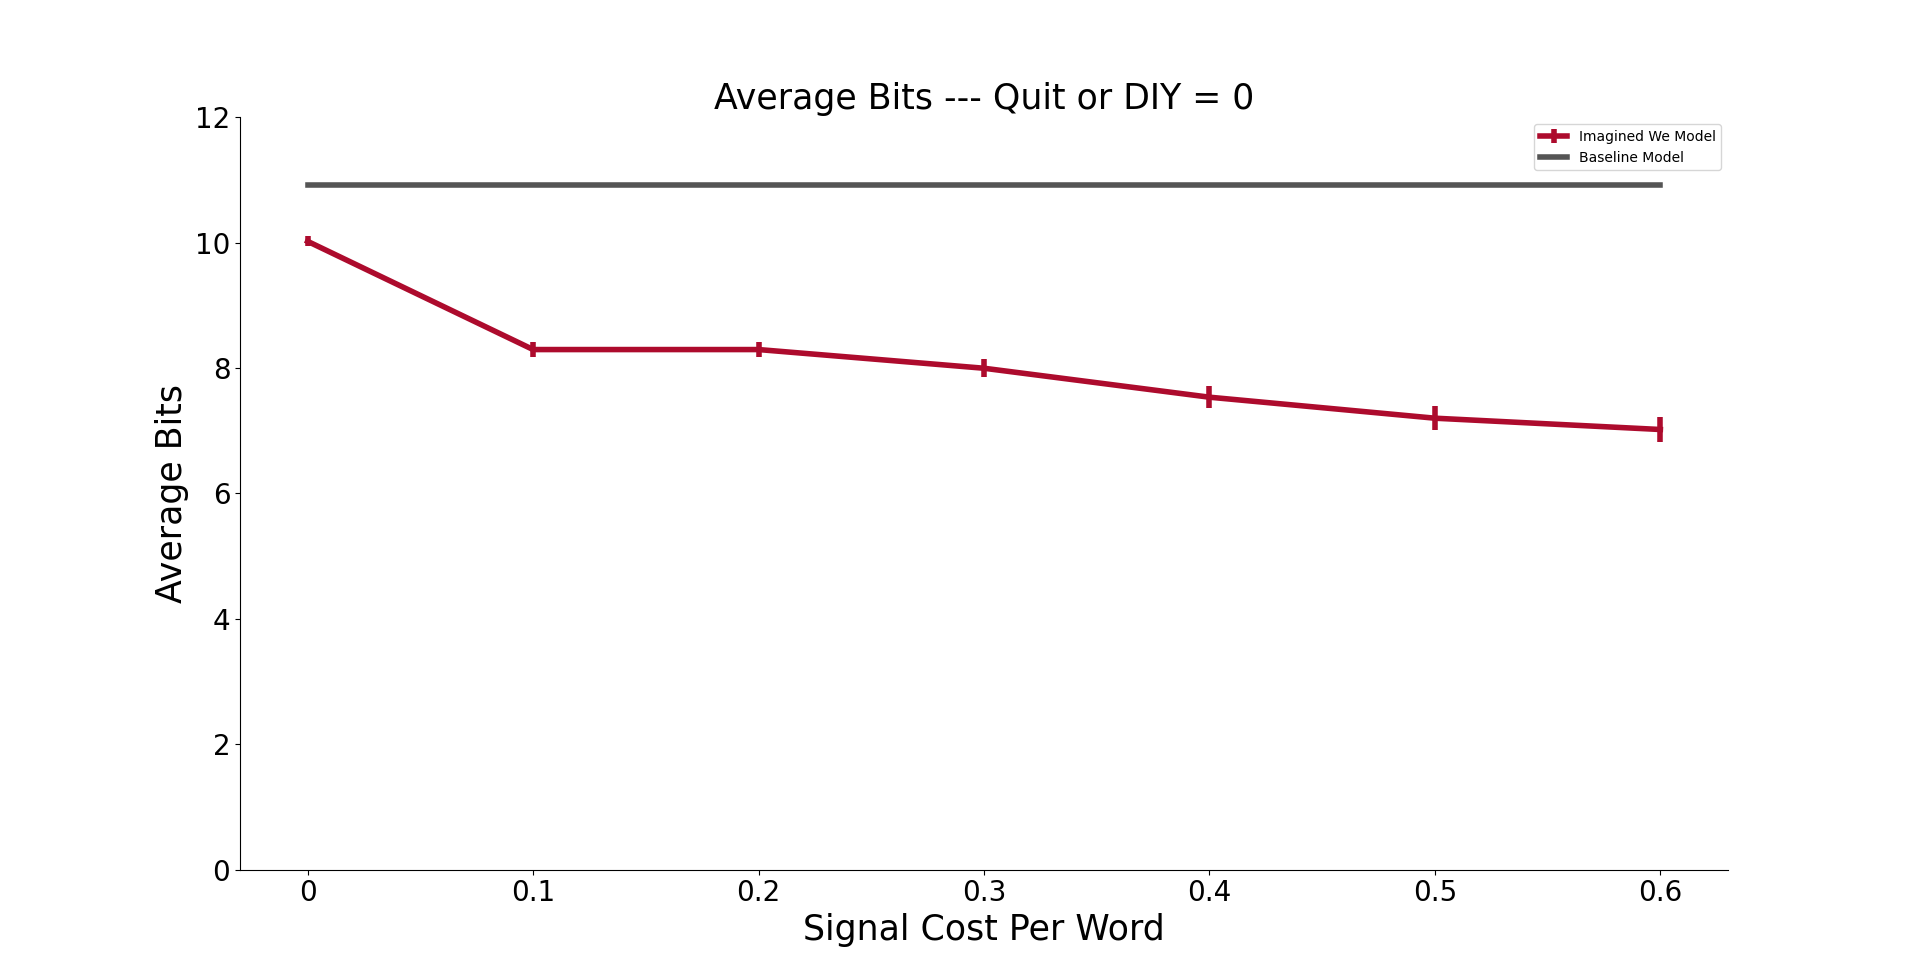 Average Bits --- Quit or DIY = 0
Imagined We Model
Baseline Model
Average Bits
12
10
8
6
4
2
0
0 0.1 0.2 0.3 0.4 0.5 0.6
Signal Cost Per Word